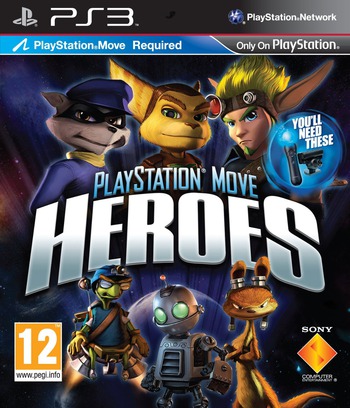 PS3
PlayStation®Network
PlayStation®Move Required
Only On PlayStation®
YOU'LL
NEED
THESE
PLAYSTATION® MOVE
HEROES
12
www.pegi.info
SONY
COMPUTER
ENTERTAINMENT